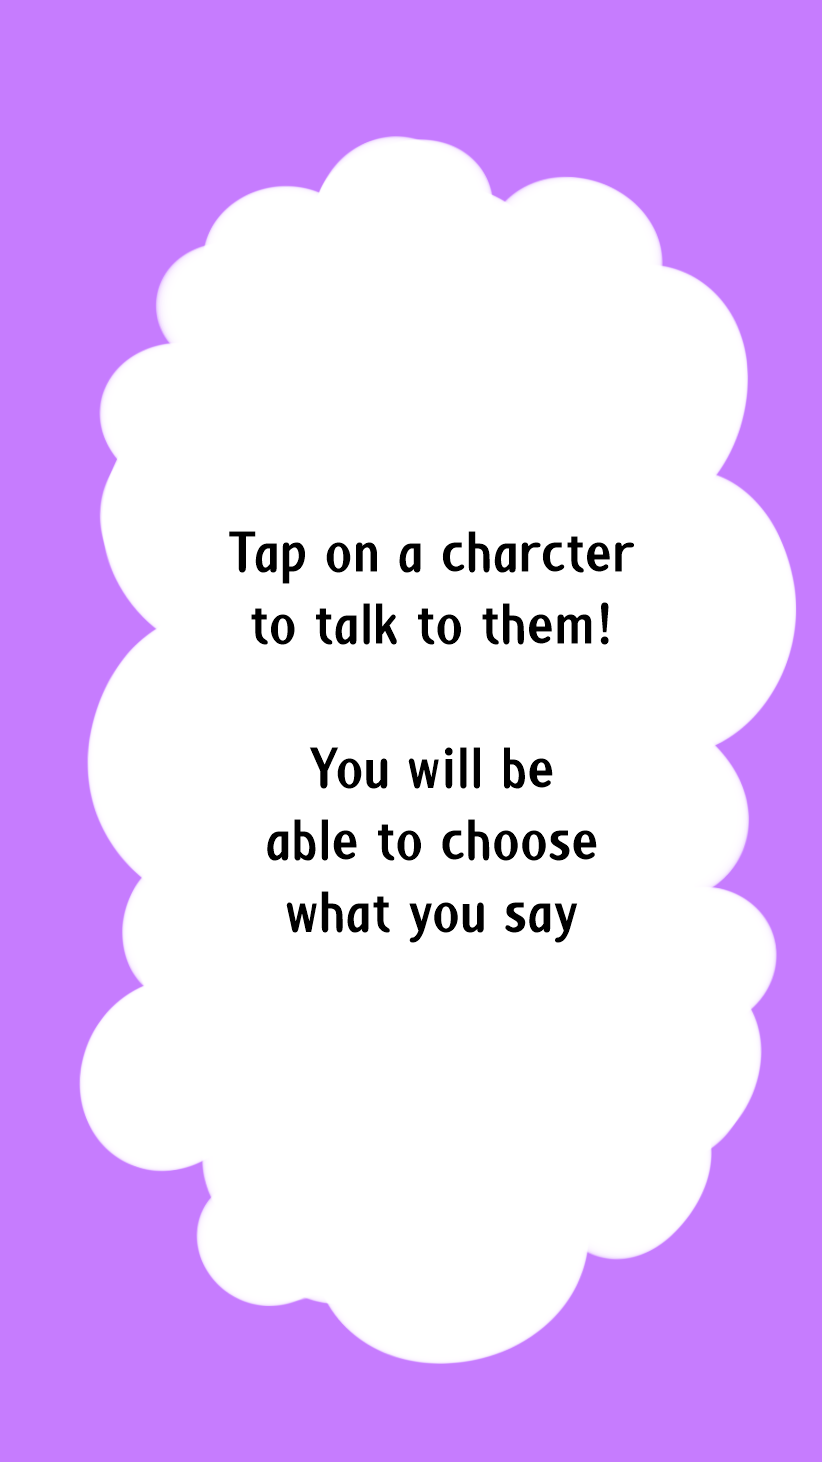 Tap on a charcter
to talk to them!
You will be
able to choose
what you say